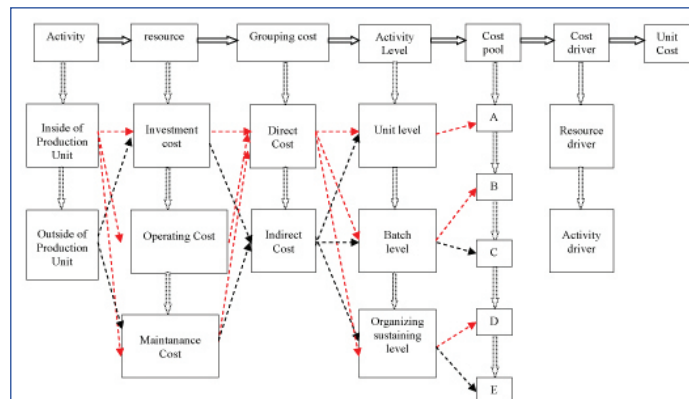 Activity
resource
Grouping cost
Activity
Level
Cost
pool
Cost
driver
Unit
Cost
Inside of
Production
Unit
Investment
cost
Direct
Cost
Unit level
A
Resource
driver
B
Outside of
Production
Unit
Operating Cost
Indirect
Cost
Batch
level
C
Activity
driver
Maintanance
Cost
Organizing
sustaining
level
D
E